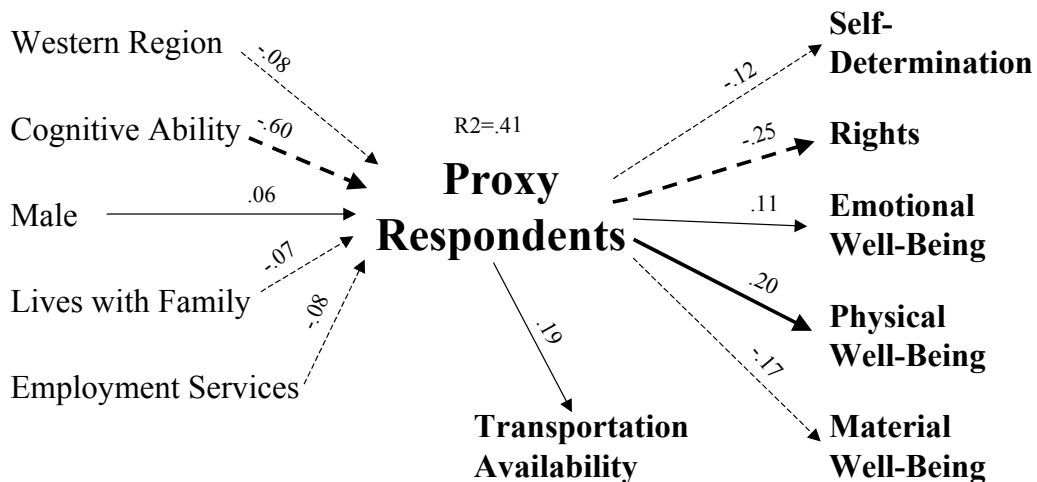 Western Region
-.08
Cognitive Ability
-.60
Male
.06
Lives with Family
-.07
Employment Services
-.08
R2=.41
Proxy
Respondents
-.12
Self-
Determination
-.25
Rights
.11
Emotional
Well-Being
.20
Physical
Well-Being
-.17
Material
Well-Being
.19
Transportation
Availability